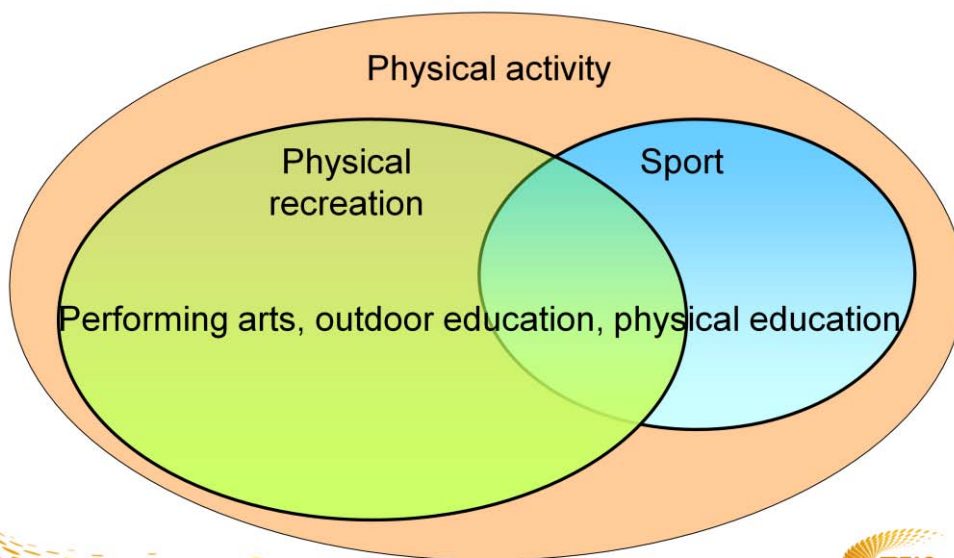 Physical activity
Physical
recreation
Sport
Performing arts, outdoor education, physical education